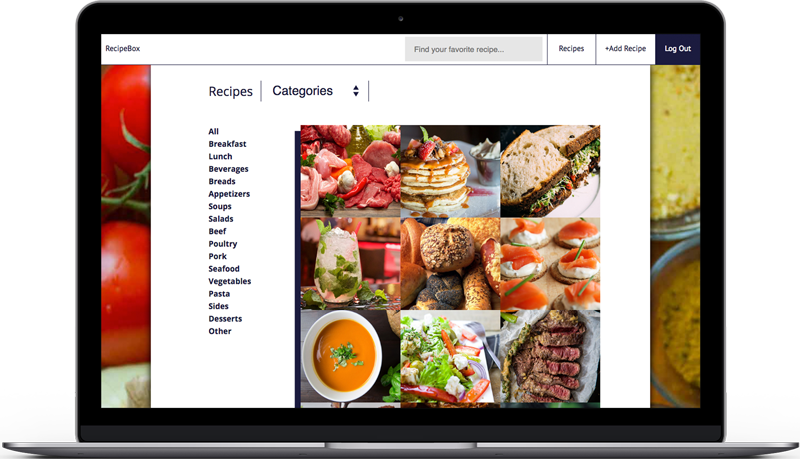 RecipeBox
Find your favorite recipe...
Recipes
+Add Recipe
Log Out
Recipes
Categories
All
Breakfast
Lunch
Beverages
Breads
Appetizers
Soups
Salads
Beef
Poultry
Pork
Seafood
Vegetables
Pasta
Sides
Desserts
Other